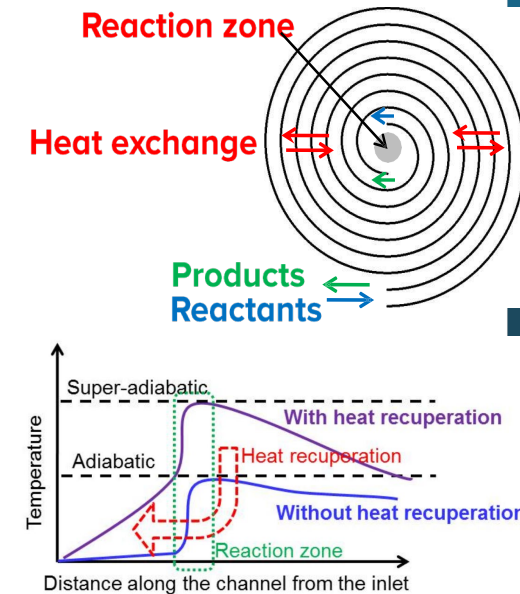 Reaction zone
Heat exchange
Products
Reactants
Super-adiabatic
With heat recuperation
Heat recuperation
Adiabatic
Without heat recuperation
Reaction zone
Temperature
Distance along the channel from the inlet